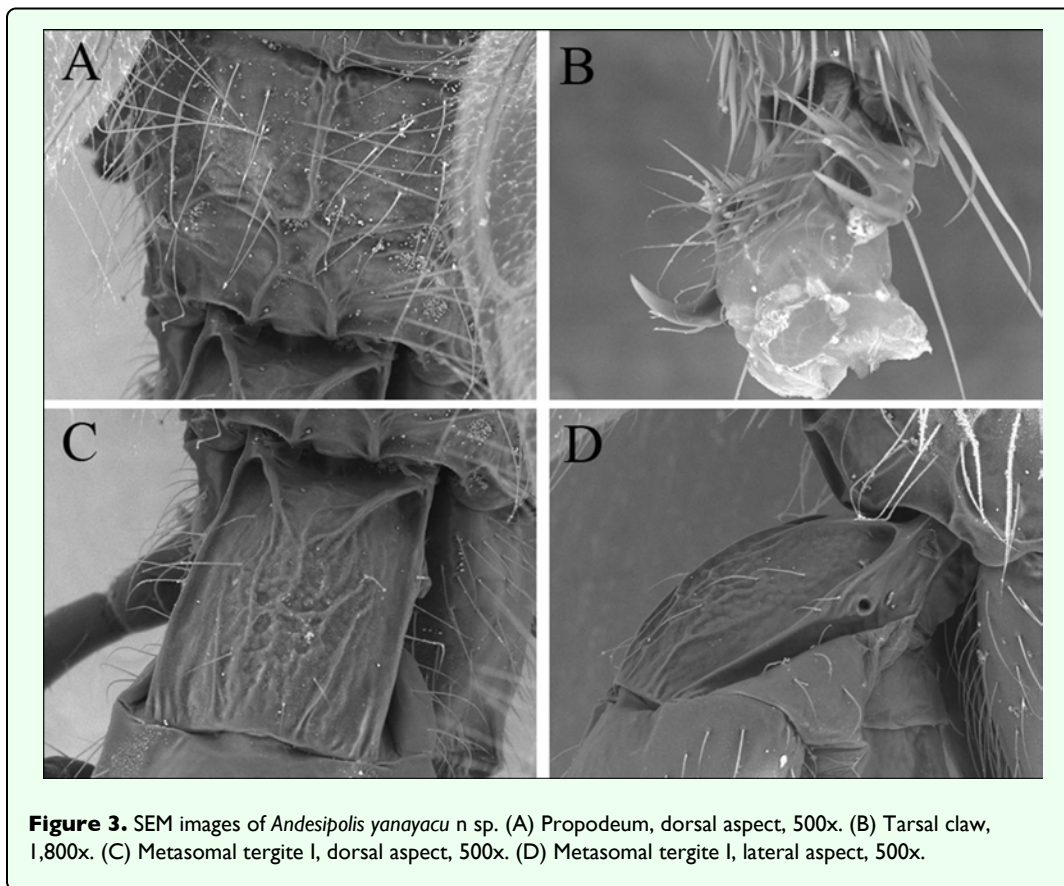 A
B
C
D
Figure 3. SEM images of Andesipolis yanayacu n sp. (A) Propodeum, dorsal aspect, 500x. (B) Tarsal claw,
1,800x. (C) Metasomal tergite I, dorsal aspect, 500x. (D) Metasomal tergite I, lateral aspect, 500x.